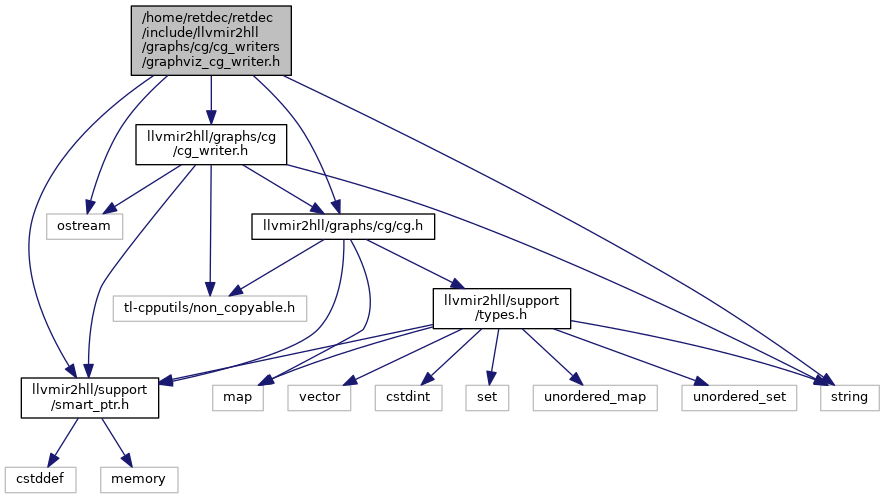 /home/retdec/retdec
/include/llvmir2hll
/graphs/cg/cg_writers
/graphviz_cg_writer.h
llvmir2hll/graphs/cg
/cg_writer.h
ostream
llvmir2hll/graphs/cg/cg.h
tl-cpputils/non_copyable.h
llvmir2hll/support
/types.h
llvmir2hll/support
/smart_ptr.h
map
vector
cstdint
set
unordered_map
unordered_set
string
cstddef
memory